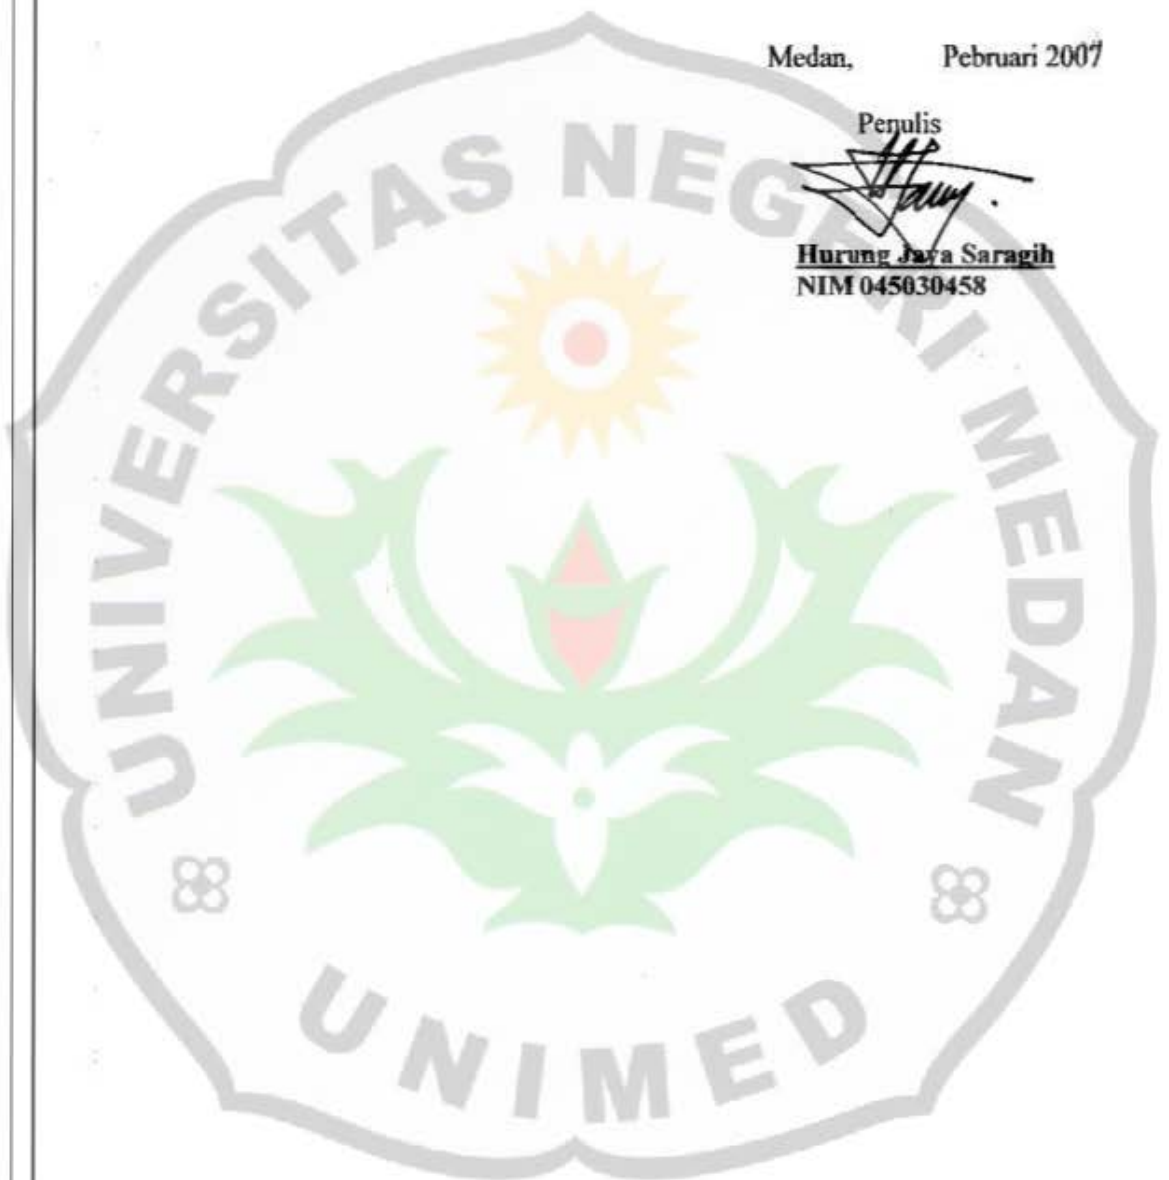 Medan, Pebruari 2007
Penulis
Hurung Jaya Saragih
NIM 045030458
UNIVERSITAS NEGERI MEDAN
UNIMED